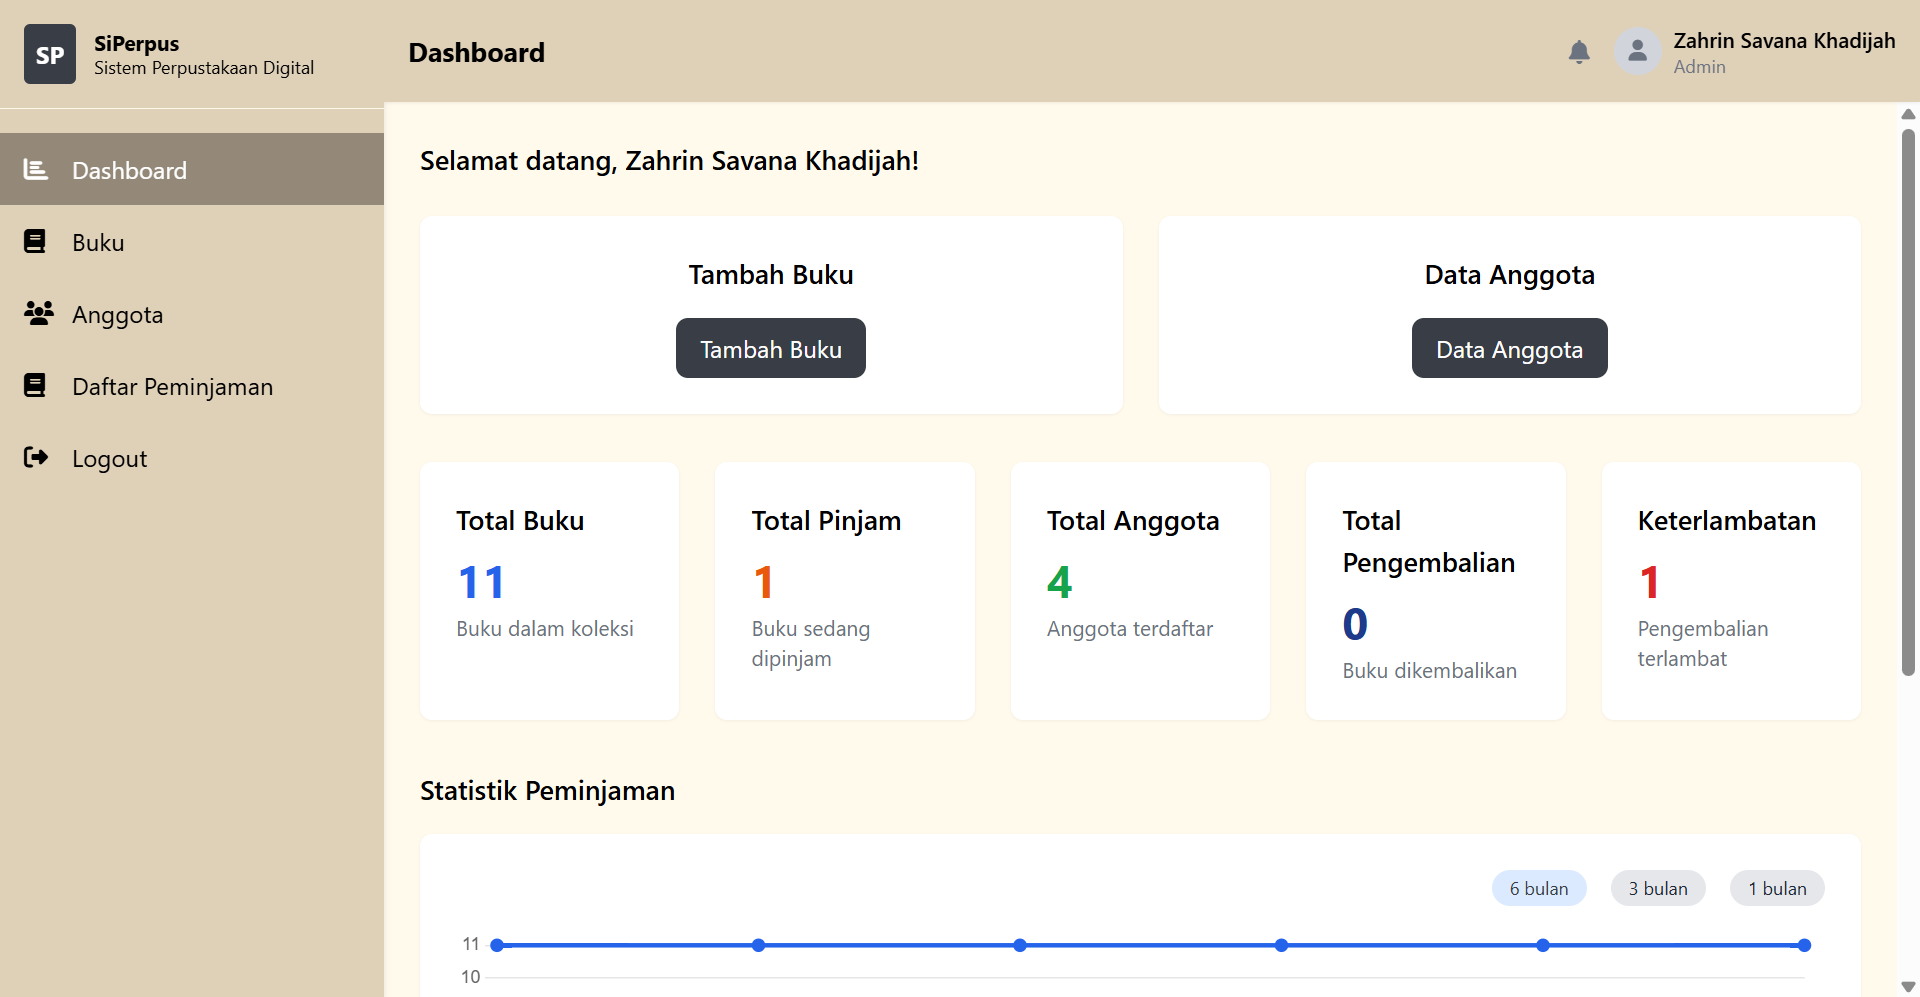 SP
SiPerpus
Sistem Perpustakaan Digital
Dashboard
Zahrin Savana Khadijah
Admin
Dashboard
Buku
Anggota
Daftar Peminjaman
Logout
Selamat datang, Zahrin Savana Khadijah!
Tambah Buku
Tambah Buku
Data Anggota
Data Anggota
Total Buku
11
Buku dalam koleksi
Total Pinjam
1
Buku sedang
dipinjam
Total Anggota
4
Anggota terdaftar
Total
Pengembalian
0
Buku dikembalikan
Keterlambatan
1
Pengembalian
terlambat
Statistik Peminjaman
6 bulan
3 bulan
1 bulan
11
10